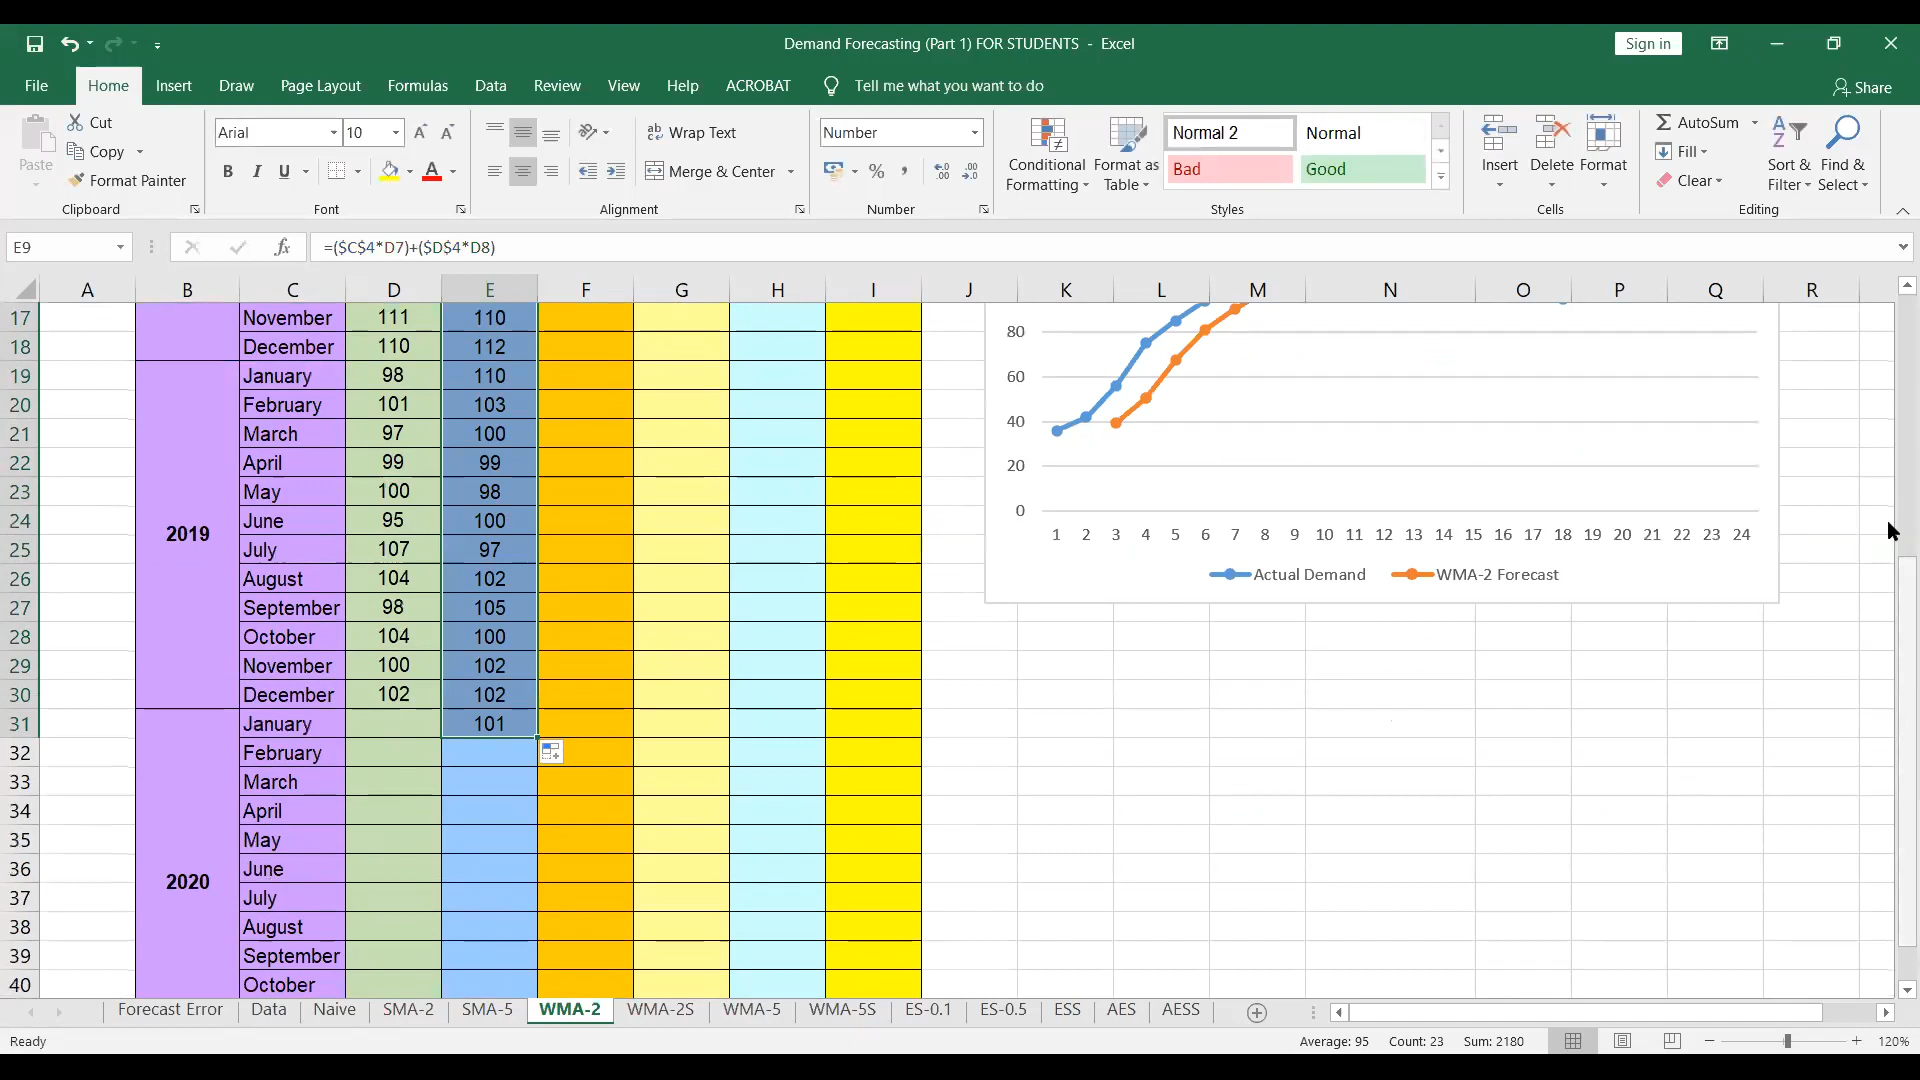 Demand Forecasting (Part 1) FOR STUDENTS - Excel
Sign in
File Home Insert Draw Page Layout Formulas Data Review View Help ACROBAT Tell me what you want to do
Share
Paste
Cut
Copy
Format Painter
Clipboard
Arial 10
B I U
Font
ab Wrap Text
Merge & Center
Alignment
Number
% ,
Number
Conditional Formatting
Format as Table
Normal 2 Normal
Bad Good
Styles
Insert Delete Format
Cells
AutoSum
Fill
Clear
Sort & Filter
Find & Select
Editing
E9 fx =($C$4*D7)+($D$4*D8)
A B C D E F G H I J K L M N O P Q R
17 November 111 110
18 December 110 112
19 January 98 110
20 February 101 103
21 March 97 100
22 April 99 99
23 May 100 98
2019
24 June 95 100
25 July 107 97
26 August 104 102
27 September 98 105
28 October 104 100
29 November 100 102
30 December 102 102
31 January 101
32 February
33 March
34 April
35 May
2020
36 June
37 July
38 August
39 September
40 October
80
60
40
20
0
1 2 3 4 5 6 7 8 9 10 11 12 13 14 15 16 17 18 19 20 21 22 23 24
Actual Demand WMA-2 Forecast
Forecast Error Data Naive SMA-2 SMA-5 WMA-2 WMA-2S WMA-5 WMA-5S ES-0.1 ES-0.5 ESS AES AESS
Ready Average: 95 Count: 23 Sum: 2180 120%